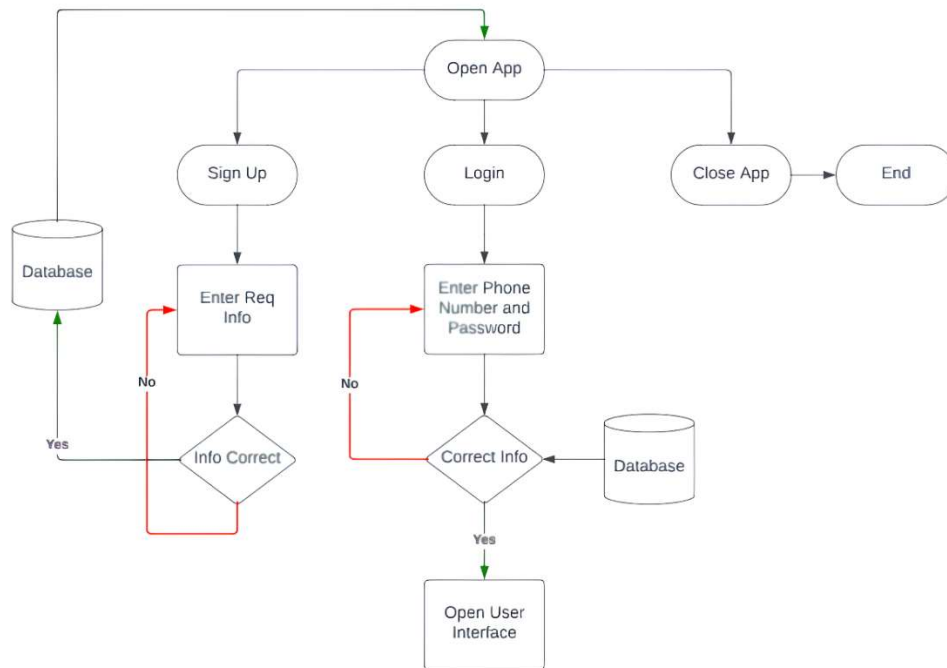 Open App
Sign Up
Login
Close App
End
Database
Enter Req
Info
Enter Phone
Number and
Password
No
No
Yes
Info Correct
Correct Info
Database
Yes
Open User
Interface